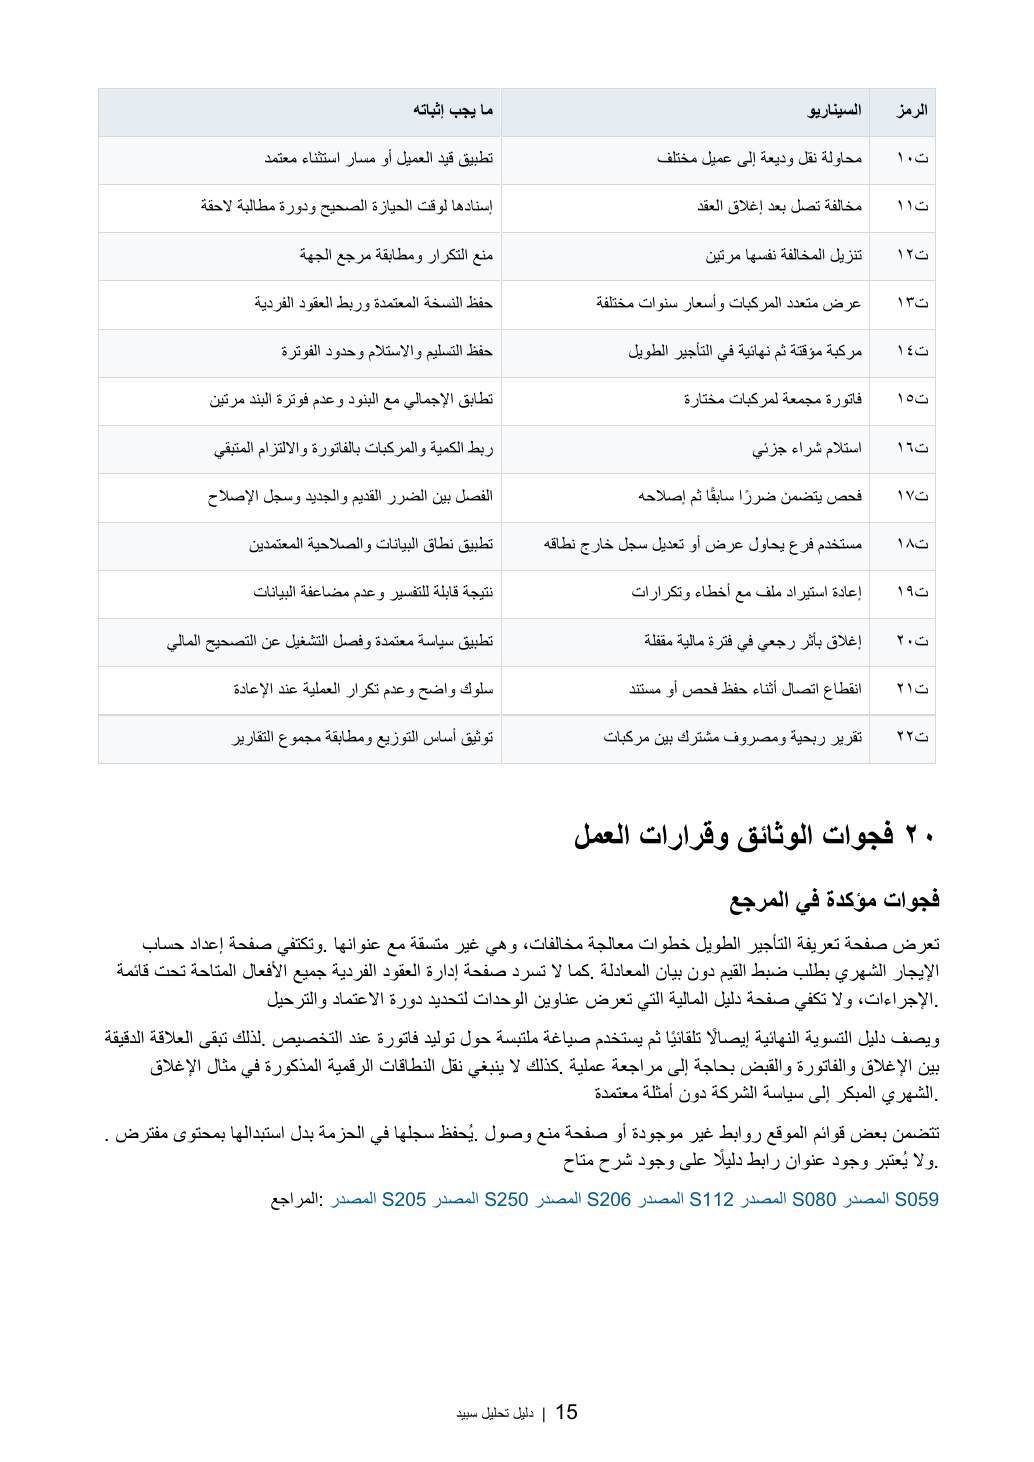 الرمز السيناريو ما يجب إثباته
ت١٠ محاولة نقل وديعة إلى عميل مختلف تطبيق قيد العميل أو مسار استثناء معتمد
ت١١ مخالفة تصل بعد إغلاق العقد إسنادها لوقت الحيازة الصحيح ودورة مطالبة لاحقة
ت١٢ تنزيل المخالفة نفسها مرتين منع التكرار ومطابقة مرجع الجهة
ت١٣ عرض متعدد المركبات وأسعار سنوات مختلفة حفظ النسخة المعتمدة وربط العقود الفردية
ت١٤ مركبة مؤقتة ثم نهائية في التأجير الطويل حفظ التسليم والاستلام وحدود الفوترة
ت١٥ فاتورة مجمعة لمركبات مختارة تطابق الإجمالي مع البنود وعدم فوترة البند مرتين
ت١٦ استلام شراء جزئي ربط الكمية والمركبات بالفاتورة والالتزام المتبقي
ت١٧ فحص يتضمن ضررًا سابقًا ثم إصلاحه الفصل بين الضرر القديم والجديد وسجل الإصلاح
ت١٨ مستخدم فرع يحاول عرض أو تعديل سجل خارج نطاقه تطبيق نطاق البيانات والصلاحية المعتمدين
ت١٩ إعادة استيراد ملف مع أخطاء وتكرارات نتيجة قابلة للتفسير وعدم مضاعفة البيانات
ت٢٠ إغلاق بأثر رجعي في فترة مالية مقفلة تطبيق سياسة معتمدة وفصل التشغيل عن التصحيح المالي
ت٢١ انقطاع اتصال أثناء حفظ فحص أو مستند سلوك واضح وعدم تكرار العملية عند الإعادة
ت٢٢ تقرير ربحية ومصروف مشترك بين مركبات توثيق أساس التوزيع ومطابقة مجموع التقارير
٢٠ فجوات الوثائق وقرارات العمل
فجوات مؤكدة في المرجع
تعرض صفحة تعريفة التأجير الطويل خطوات معالجة مخالفات، وهي غير متسقة مع عنوانها .وتكتفي صفحة إعداد حساب
الإيجار الشهري بطلب ضبط القيم دون بيان المعادلة .كما لا تسرد صفحة إدارة العقود الفردية جميع الأفعال المتاحة تحت قائمة
.الإجراءات، ولا تكفي صفحة دليل المالية التي تعرض عناوين الوحدات لتحديد دورة الاعتماد والترحيل
ويصف دليل التسوية النهائية إيصالًا تلقائيًا ثم يستخدم صياغة ملتبسة حول توليد فاتورة عند التخصيص .لذلك تبقى العلاقة الدقيقة
بين الإغلاق والفاتورة والقبض بحاجة إلى مراجعة عملية .كذلك لا ينبغي نقل النطاقات الرقمية المذكورة في مثال الإغلاق
.الشهري المبكر إلى سياسة الشركة دون أمثلة معتمدة
تتضمن بعض قوائم الموقع روابط غير موجودة أو صفحة منع وصول .يُحفظ سجلها في الحزمة بدل استبدالها بمحتوى مفترض .
.ولا يُعتبر وجود عنوان رابط دليلًا على وجود شرح متاح
S059 المصدر S080 المصدر S112 المصدر S206 المصدر S250 المصدر S205 المصدر :المراجع
دليل تحليل سبيد | 15